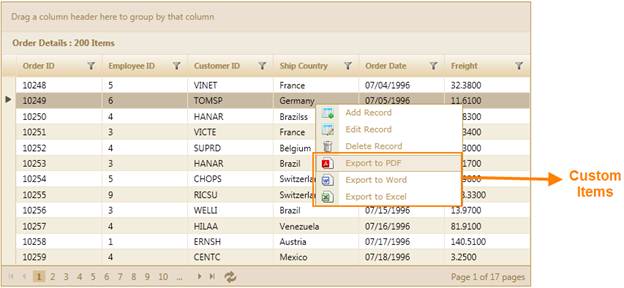 Drag a column header here to group by that column
Order Details : 200 Items
Order ID Employee ID Customer ID Ship Country Order Date Freight
10248 5 VINET France 07/04/1996 32.3800
10249 6 TOMSP Germany 07/05/1996 11.6100
10250 4 HANAR Brazilss Add Record 8300
10251 3 VICTE France Edit Record 3400
10252 4 SUPRD Belgium Delete Record 3000
10253 3 HANAR Brazil Export to PDF 1700
10254 5 CHOPS Switzerla Export to Word 9800
10255 9 RICSU Switzerla Export to Excel 3.3300
10256 3 WELLI Brazil 07/15/1996 13.9700
10257 4 HILAA Venezuela 07/16/1996 81.9100
10258 1 ERNSH Austria 07/17/1996 140.5100
10259 4 CENTC Mexico 07/18/1996 3.2500
1 2 3 4 5 6 7 8 9 10 ... Page 1 of 17 pages
Custom
Items